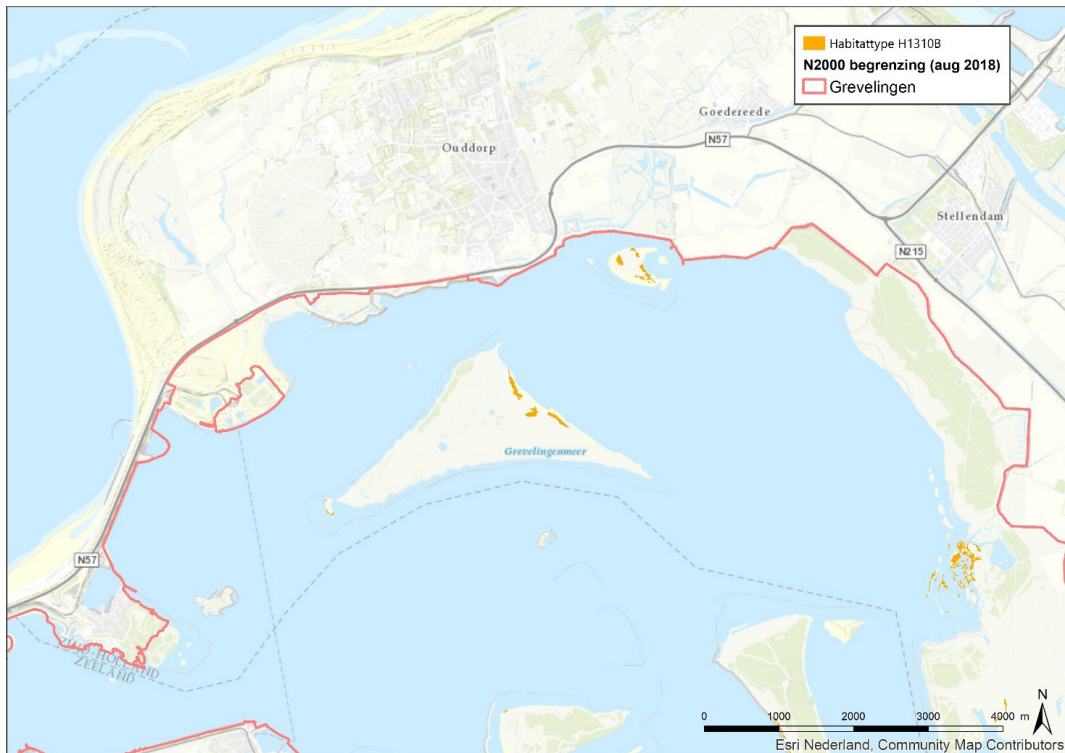 Habitattype H1310B
N2000 begrenzing (aug 2018)
Grevelingen
Goedereede
N57
Ouddorp
Stellendam
N215
Grevelingenmeer
N57
ZUID-HOLLAND
ZEELAND
N
0 1000 2000 3000 4000 m
Esri Nederland, Community Map Contributors